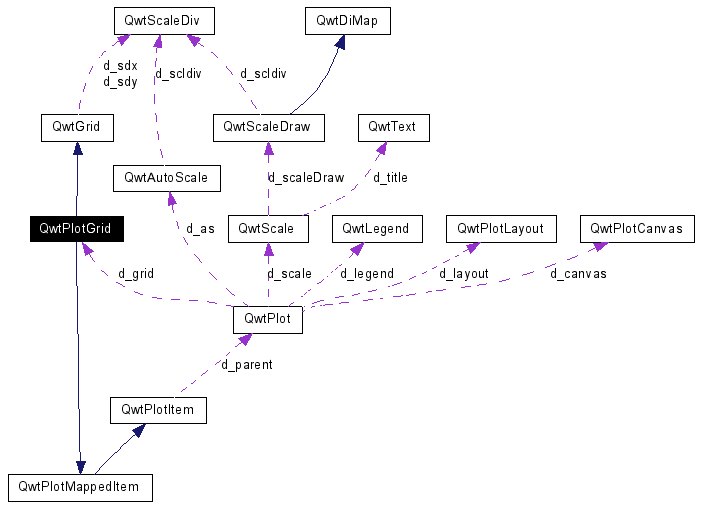 QwtScaleDiv
QwtDiMap
d_sdx
d_sdy
d_scldiv
d_scldiv
QwtGrid
QwtScaleDraw
QwtText
QwtAutoScale
d_scaleDraw
d_title
QwtPlotGrid
d_as
QwtScale
QwtLegend
QwtPlotLayout
QwtPlotCanvas
d_grid
d_scale
d_legend
d_layout
d_canvas
QwtPlot
d_parent
QwtPlotItem
QwtPlotMappedItem